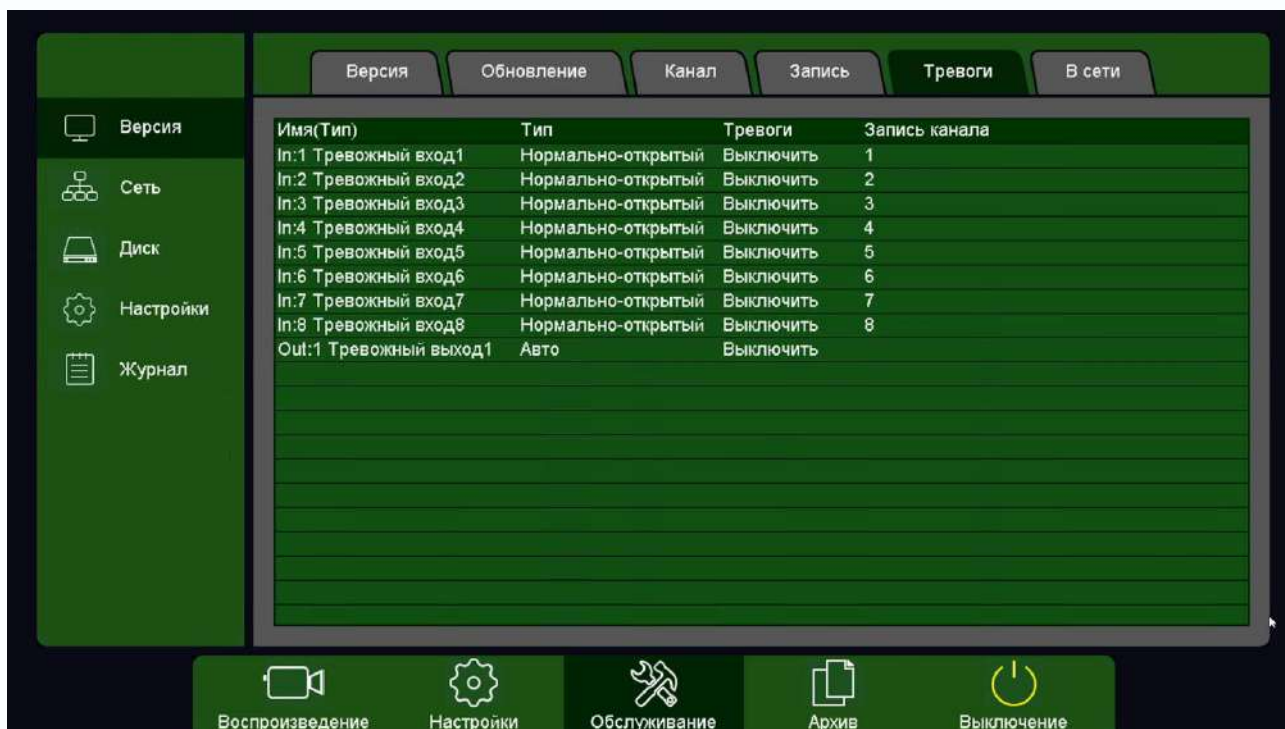 Версия Обновление Канал Запись Тревоги В сети
Версия
Сеть
Диск
Настройки
Журнал
Имя(Тип) Тип Тревоги Запись канала
In:1 Тревожный вход1 Нормально-открытый Выключить 1
In:2 Тревожный вход2 Нормально-открытый Выключить 2
In:3 Тревожный вход3 Нормально-открытый Выключить 3
In:4 Тревожный вход4 Нормально-открытый Выключить 4
In:5 Тревожный вход5 Нормально-открытый Выключить 5
In:6 Тревожный вход6 Нормально-открытый Выключить 6
In:7 Тревожный вход7 Нормально-открытый Выключить 7
In:8 Тревожный вход8 Нормально-открытый Выключить 8
Out:1 Тревожный выход1 Авто Выключить
Воспроизведение Настройки Обслуживание Архив Выключение